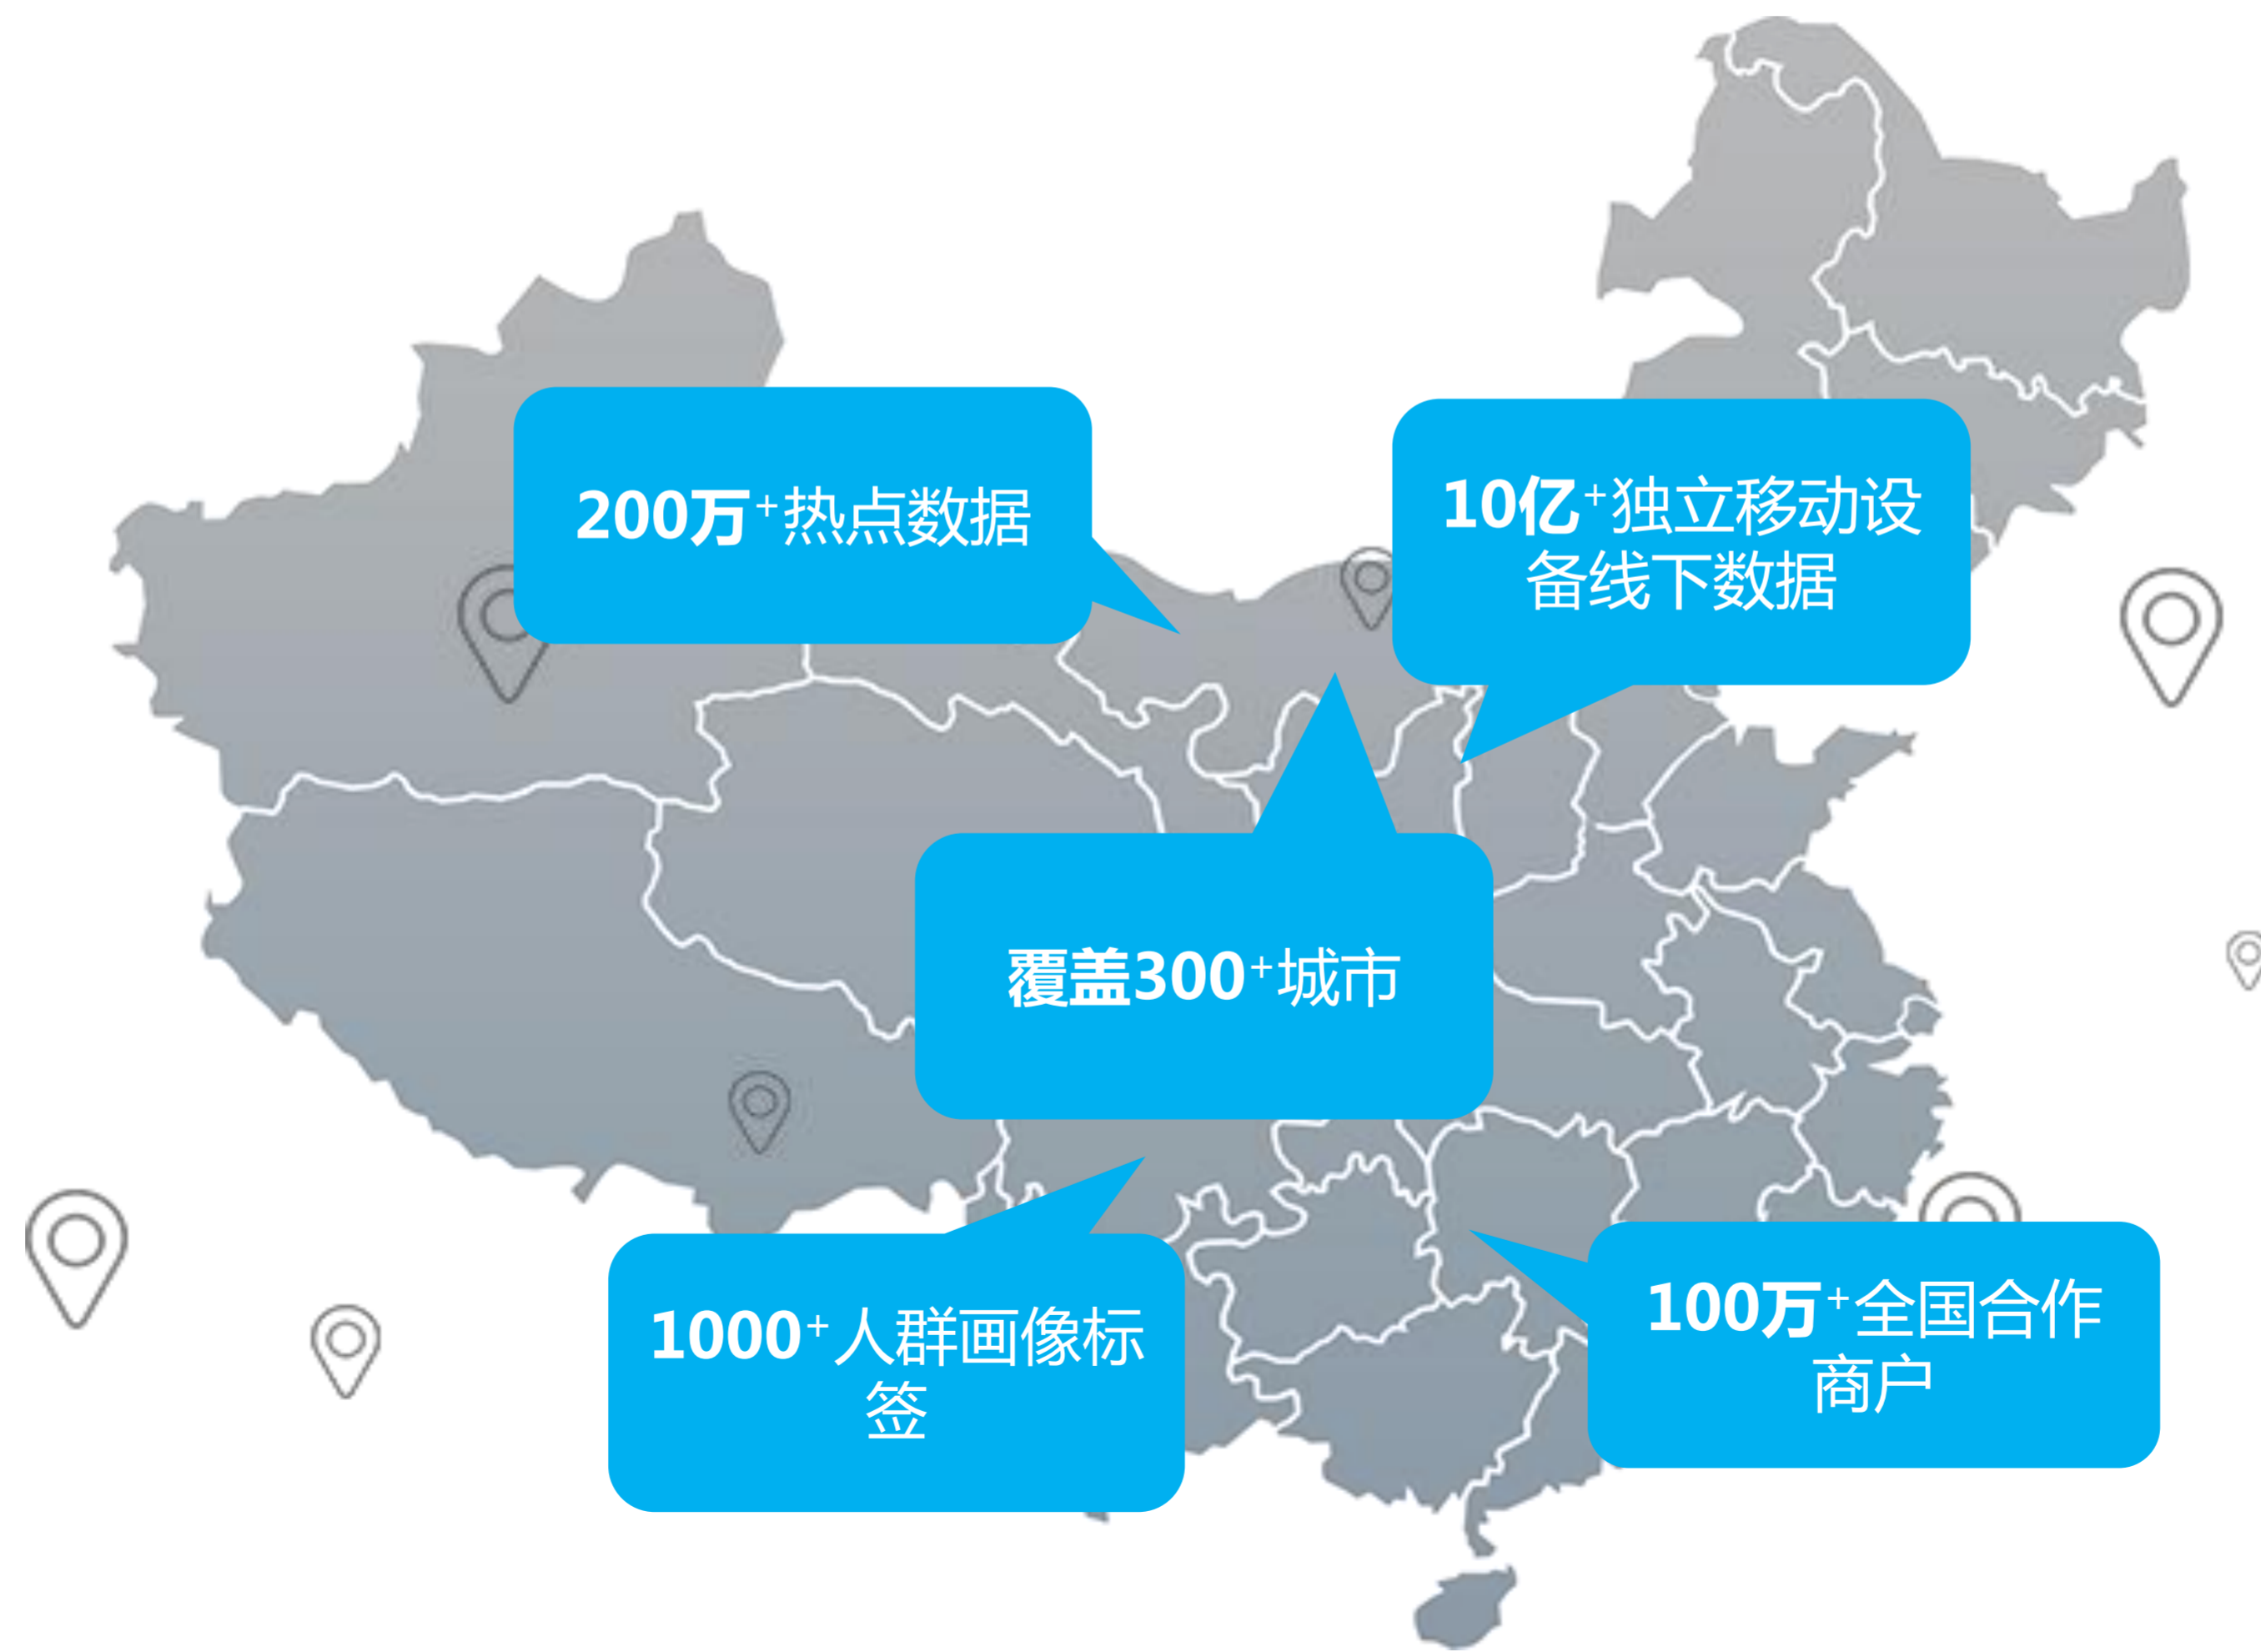 200万+热点数据
10亿+独立移动设
备线下数据
覆盖300+城市
1000+人群画像标
签
100万+全国合作
商户